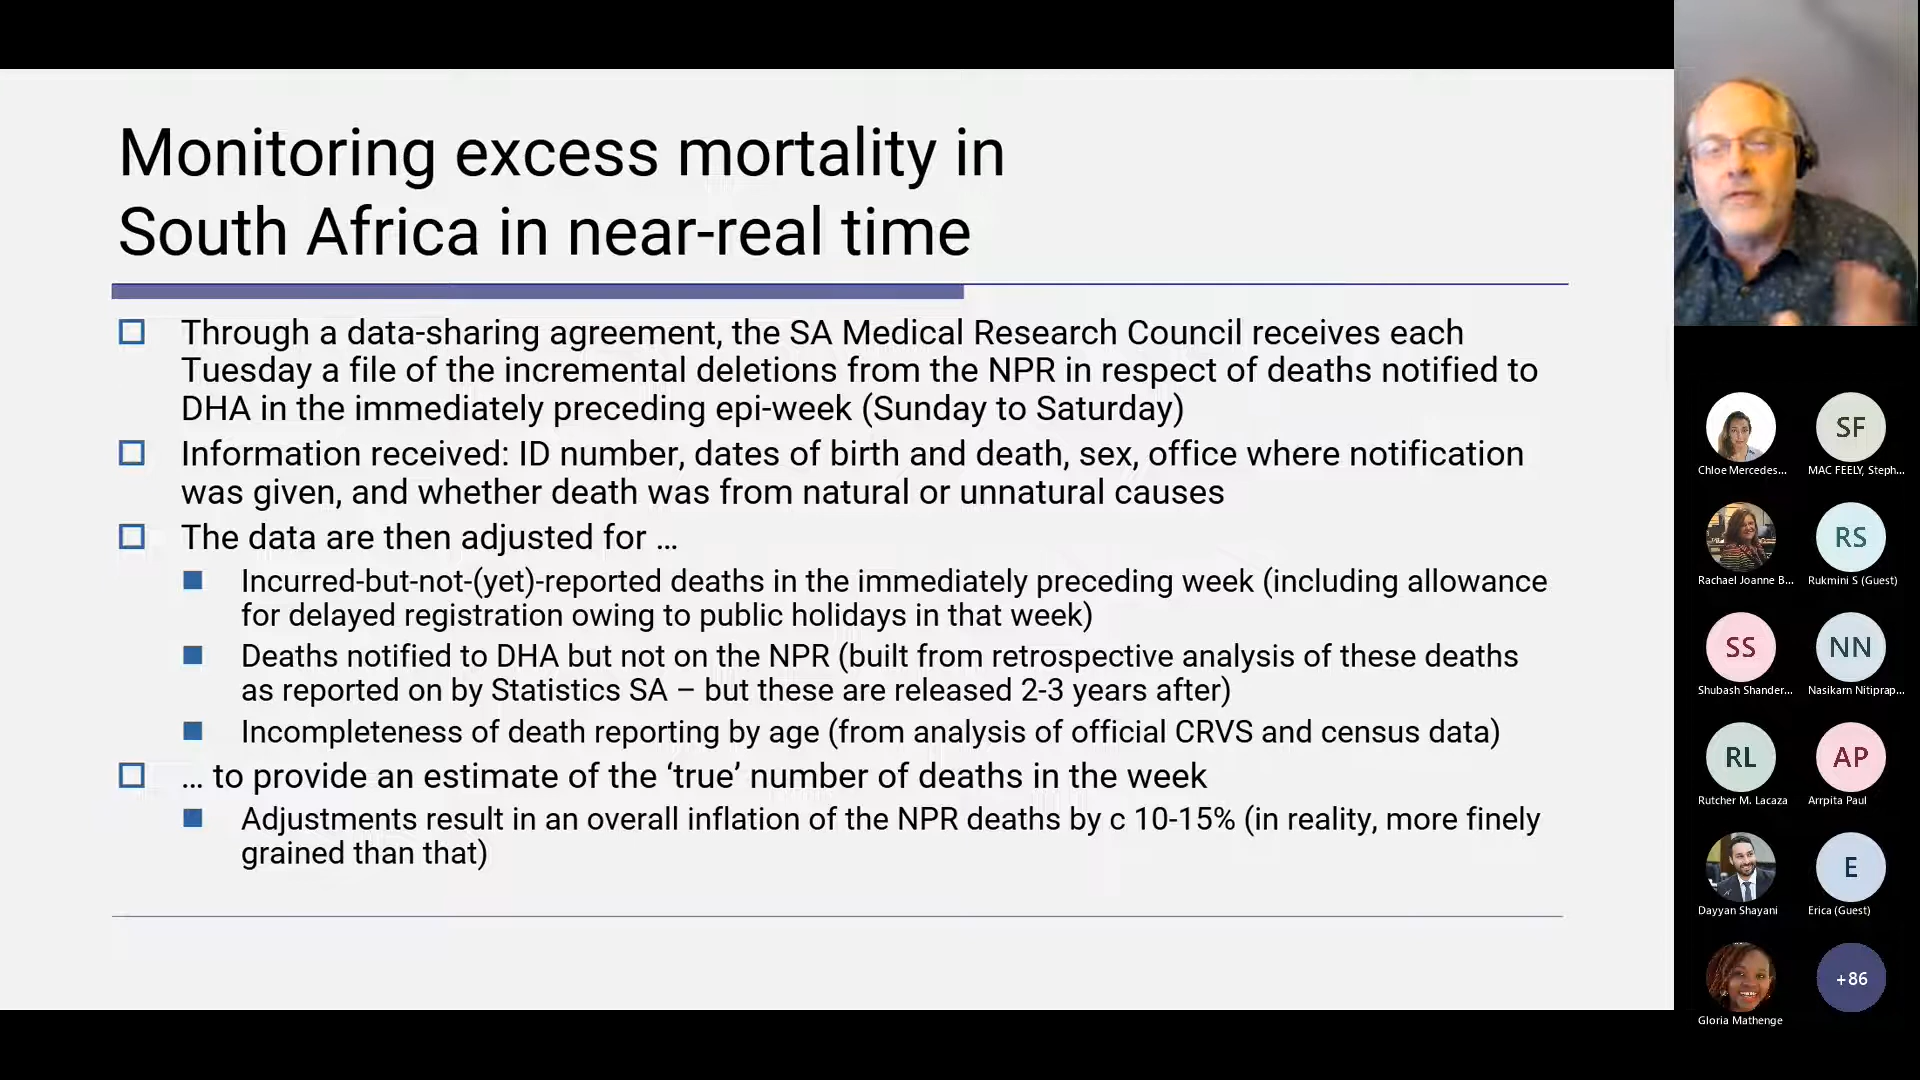 Monitoring excess mortality in
South Africa in near-real time
Through a data-sharing agreement, the SA Medical Research Council receives each
Tuesday a file of the incremental deletions from the NPR in respect of deaths notified to
DHA in the immediately preceding epi-week (Sunday to Saturday)
Information received: ID number, dates of birth and death, sex, office where notification
was given, and whether death was from natural or unnatural causes
The data are then adjusted for …
Incurred-but-not-(yet)-reported deaths in the immediately preceding week (including allowance
for delayed registration owing to public holidays in that week)
Deaths notified to DHA but not on the NPR (built from retrospective analysis of these deaths
as reported on by Statistics SA – but these are released 2-3 years after)
Incompleteness of death reporting by age (from analysis of official CRVS and census data)
… to provide an estimate of the ‘true’ number of deaths in the week
Adjustments result in an overall inflation of the NPR deaths by c 10-15% (in reality, more finely
grained than that)
SF
Chloe Mercedes...
MAC FEELY, Steph...
RS
Rachael Joanne B...
Rukmini S (Guest)
SS
NN
Shubash Shander...
Nasikarn Nitiprap...
RL
AP
Rutcher M. Lacaza
Arrpita Paul
E
Dayyan Shayani
Erica (Guest)
+86
Gloria Mathenge